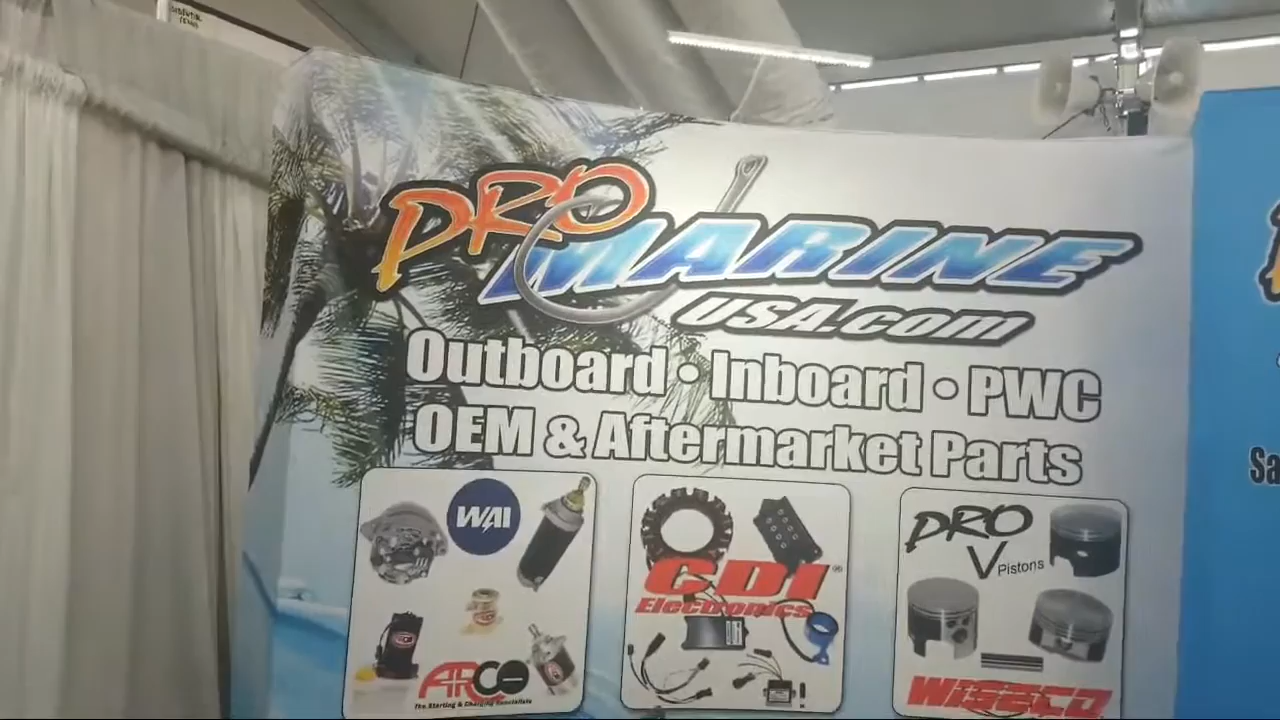 PRO
MARINE
USA.com
Outboard • Inboard • PWC
OEM & Aftermarket Parts
WAI
ARCO
The Starting & Charging Specialists
CDI®
Electronics
PRO
V Pistons
WISECO
Sa